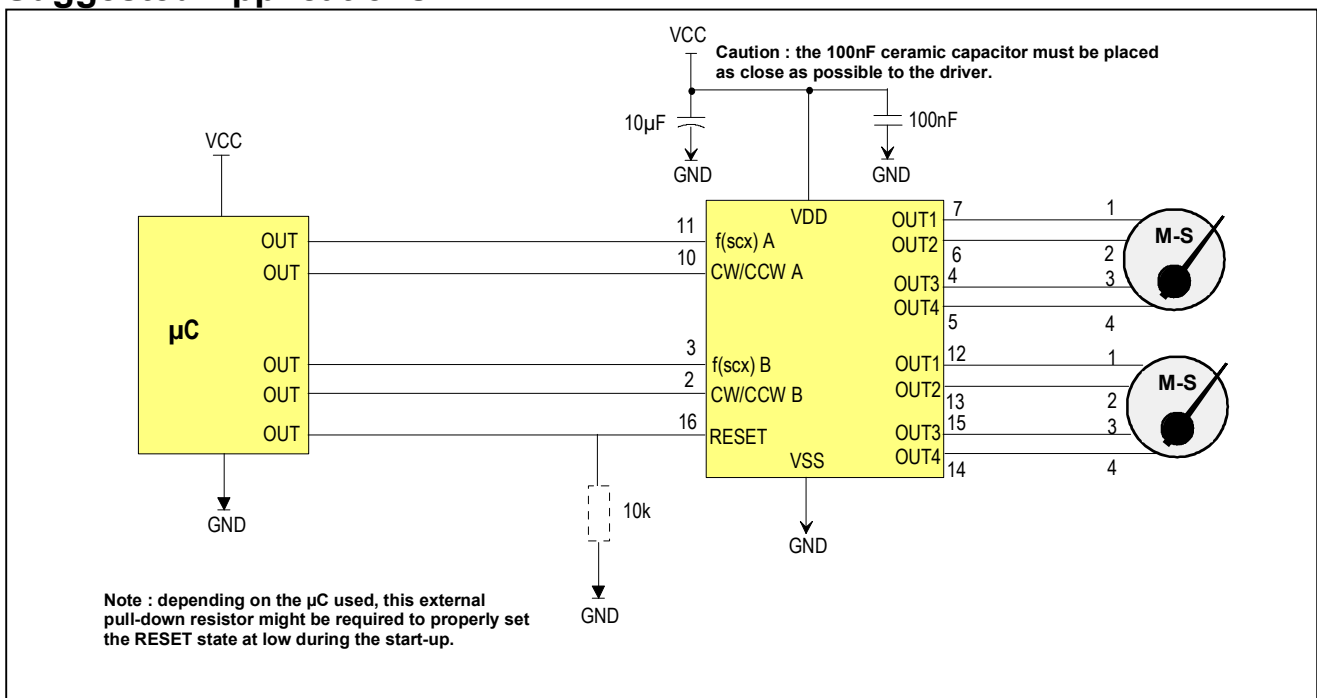 Suggested Applications
VCC
Caution : the 100nF ceramic capacitor must be placed
as close as possible to the driver.
10µF
100nF
GND
GND
VCC
µC
OUT
OUT
OUT
OUT
OUT
GND
11
10
3
2
16
VDD
f(scx) A
CW/CCW A
f(scx) B
CW/CCW B
RESET
VSS
GND
OUT1
OUT2
OUT3
OUT4
OUT1
OUT2
OUT3
OUT4
7
6
4
5
12
13
15
14
1
2
3
4
M-S
1
2
3
4
M-S
10k
GND
Note : depending on the µC used, this external
pull-down resistor might be required to properly set
the RESET state at low during the start-up.